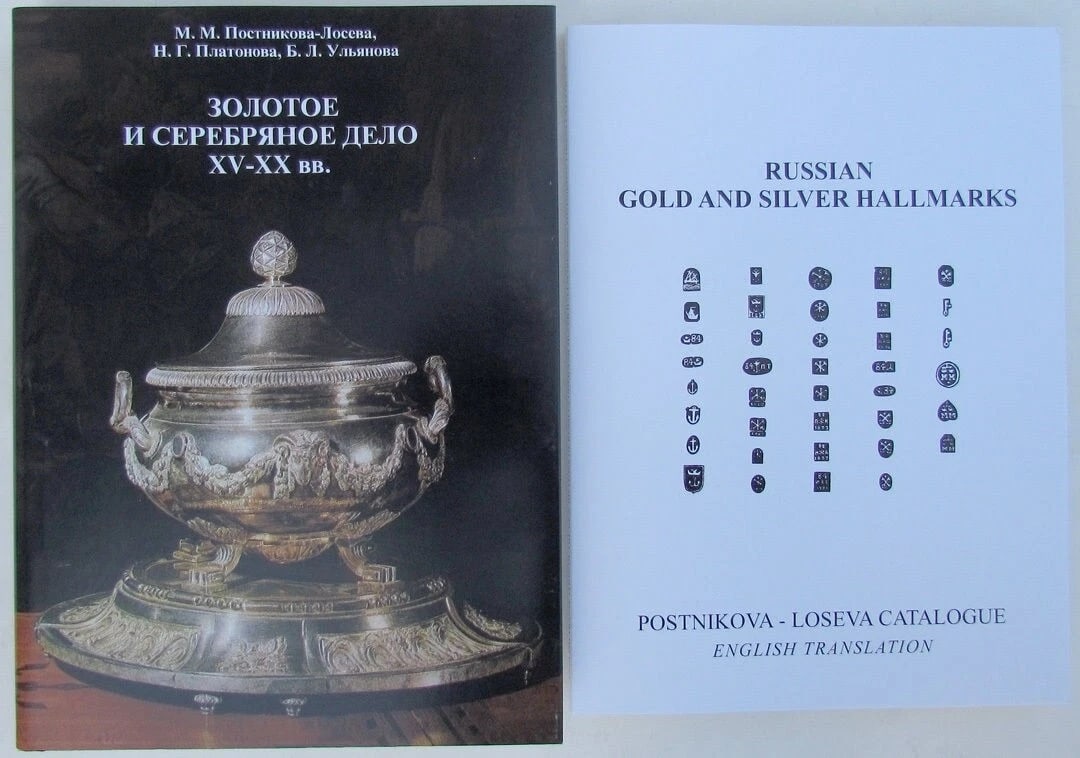 М. М. Постникова-Лосева,
Н. Г. Платонова, Б. Л. Ульянова
ЗОЛОТОЕ
И СЕРЕБРЯНОЕ ДЕЛО
XV-XX вв.
RUSSIAN
GOLD AND SILVER HALLMARKS
POSTNIKOVA - LOSEVA CATALOGUE
ENGLISH TRANSLATION